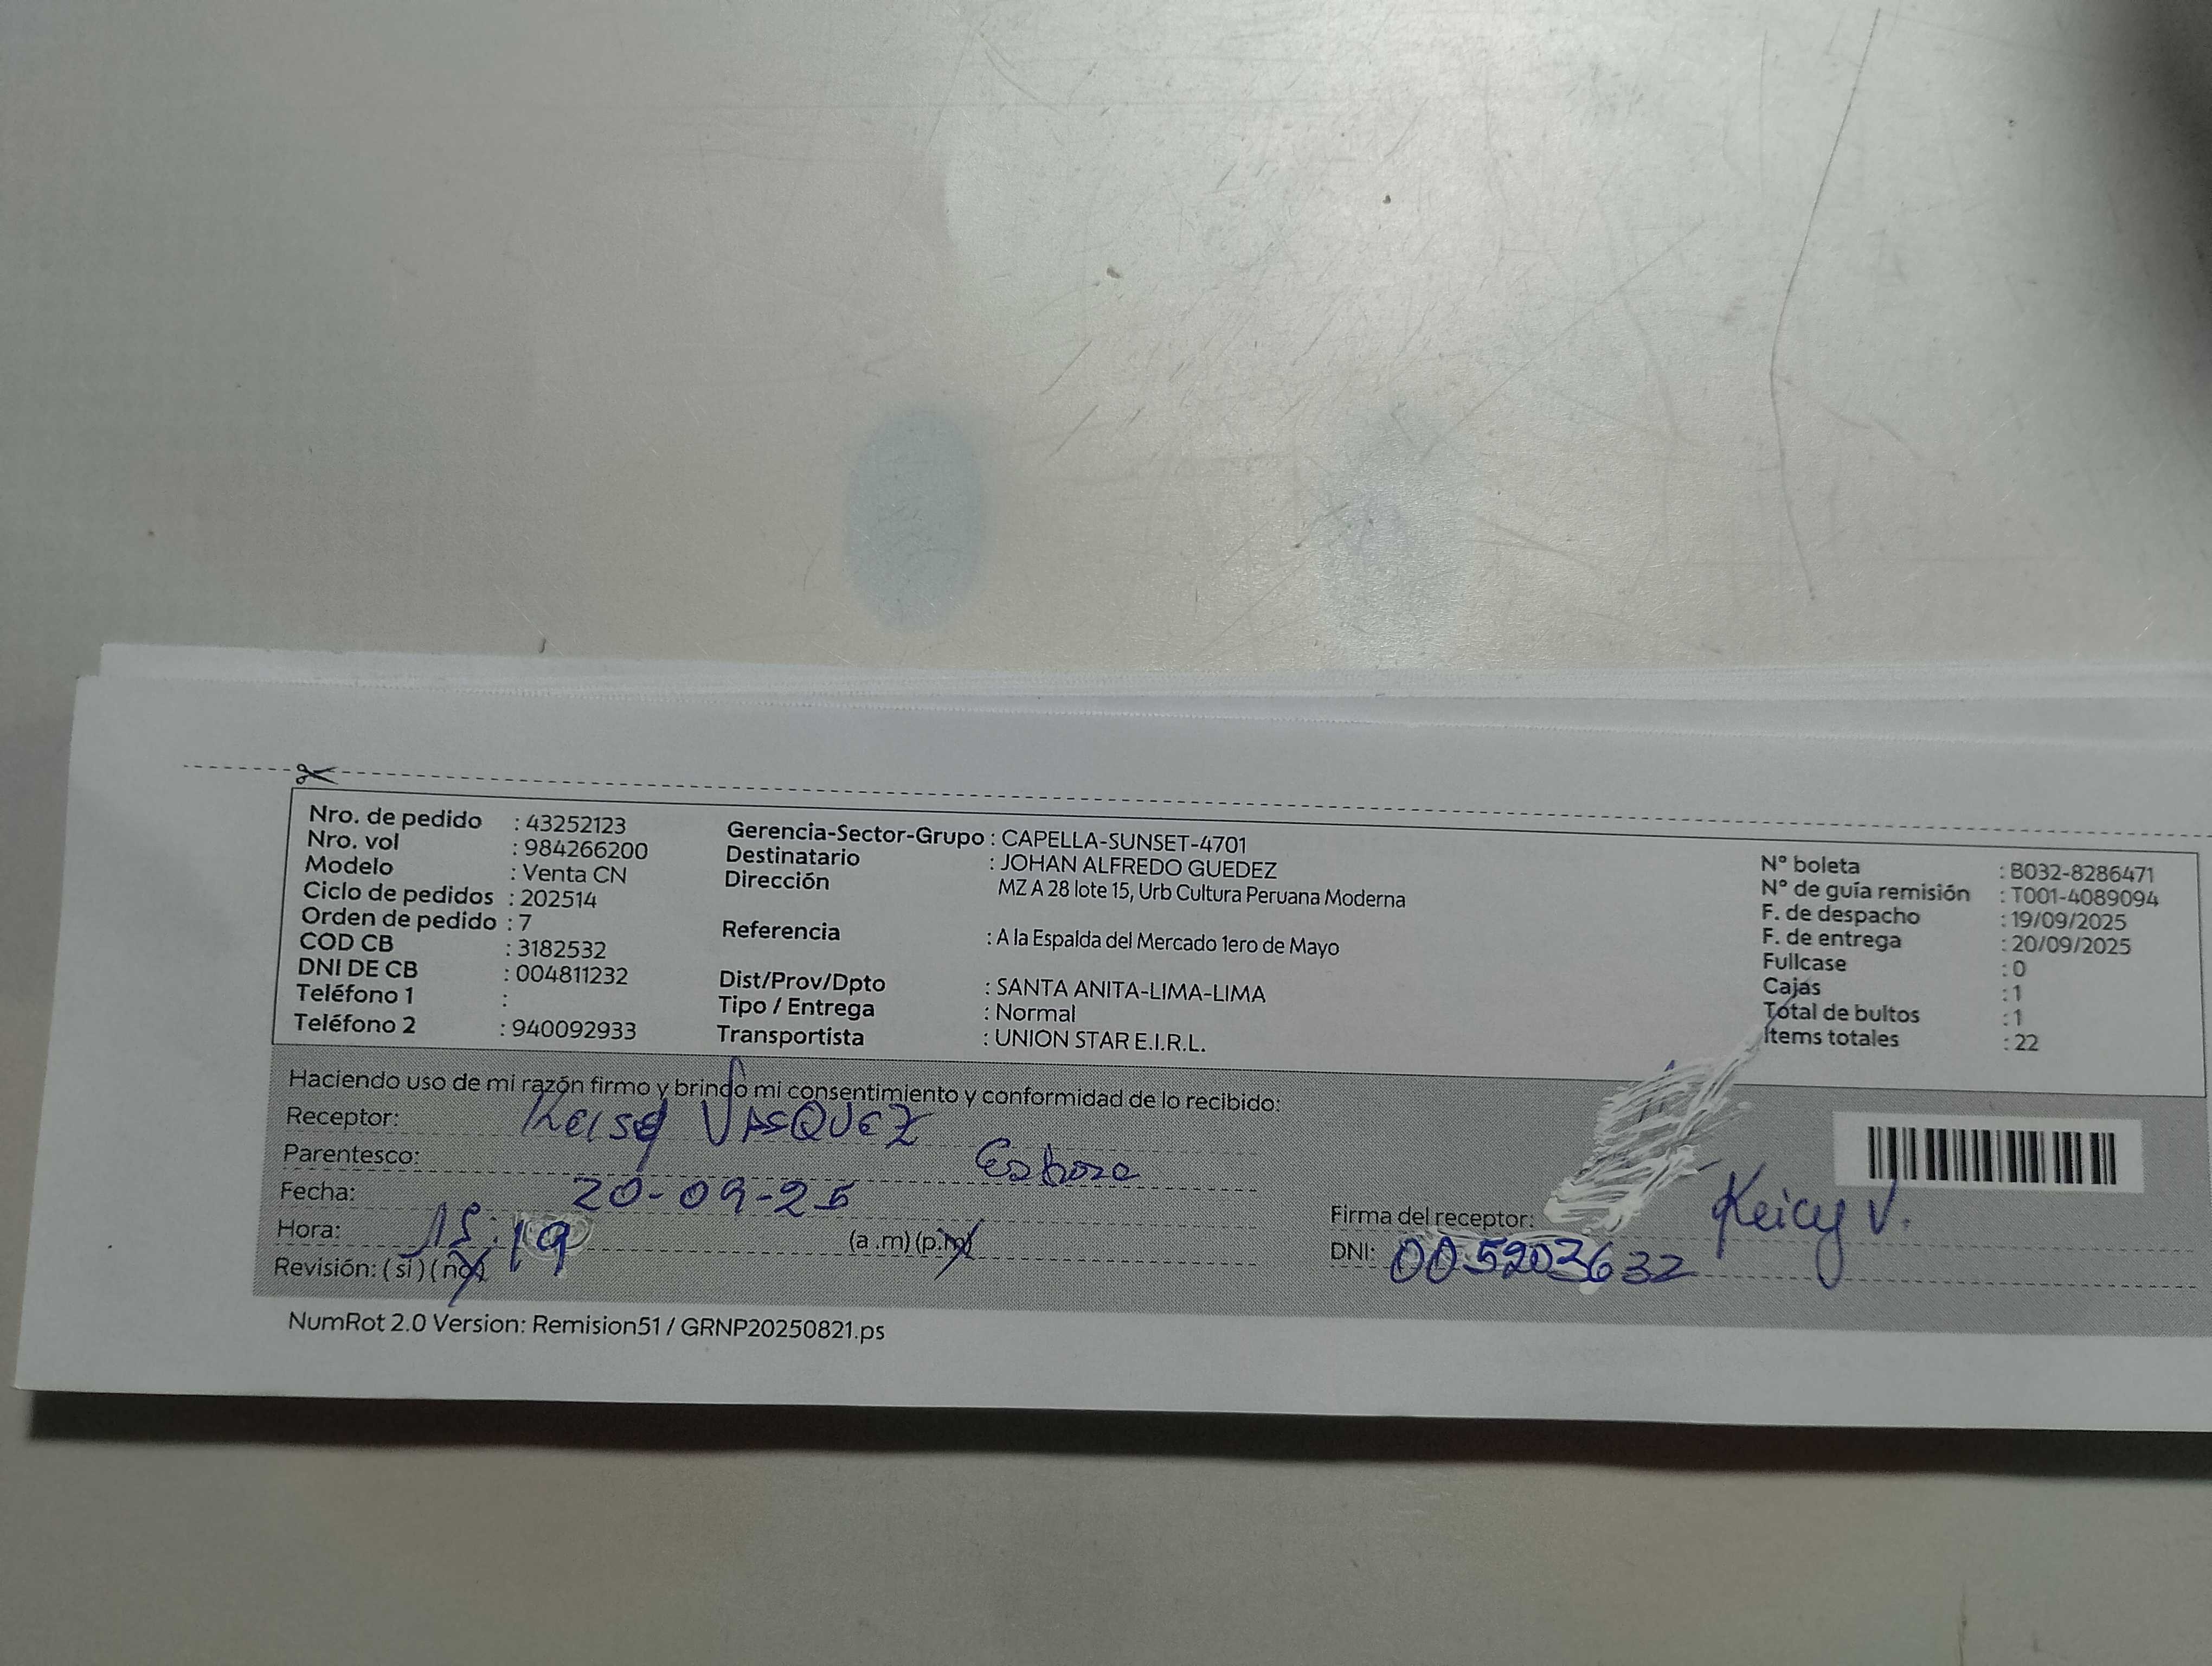 Nro. de pedido : 43252123
Nro. vol : 984266200
Modelo : Venta CN
Ciclo de pedidos : 202514
Orden de pedido : 7
COD CB : 3182532
DNI DE CB : 004811232
Teléfono 1 :
Teléfono 2 : 940092933
Gerencia-Sector-Grupo : CAPELLA-SUNSET-4701
Destinatario : JOHAN ALFREDO GUEDEZ
Dirección MZ A 28 lote 15, Urb Cultura Peruana Moderna
Referencia : A la Espalda del Mercado 1ero de Mayo
Dist/Prov/Dpto : SANTA ANITA-LIMA-LIMA
Tipo / Entrega : Normal
Transportista : UNION STAR E.I.R.L.
N° boleta : B032-8286471
N° de guía remisión : T001-4089094
F. de despacho : 19/09/2025
F. de entrega : 20/09/2025
Fullcase : 0
Cajas : 1
Total de bultos : 1
Ítems totales : 22
Haciendo uso de mi razón firmo y brindo mi consentimiento y conformidad de lo recibido:
Receptor: VASQUEZ
Parentesco: Esposa
Fecha: 20-09-25
Hora: 15:19 (a .m) (p.m)
Revisión: (sí) (no)
Firma del receptor: Keicy V.
DNI: 005203632
NumRot 2.0 Version: Remision51 / GRNP20250821.ps